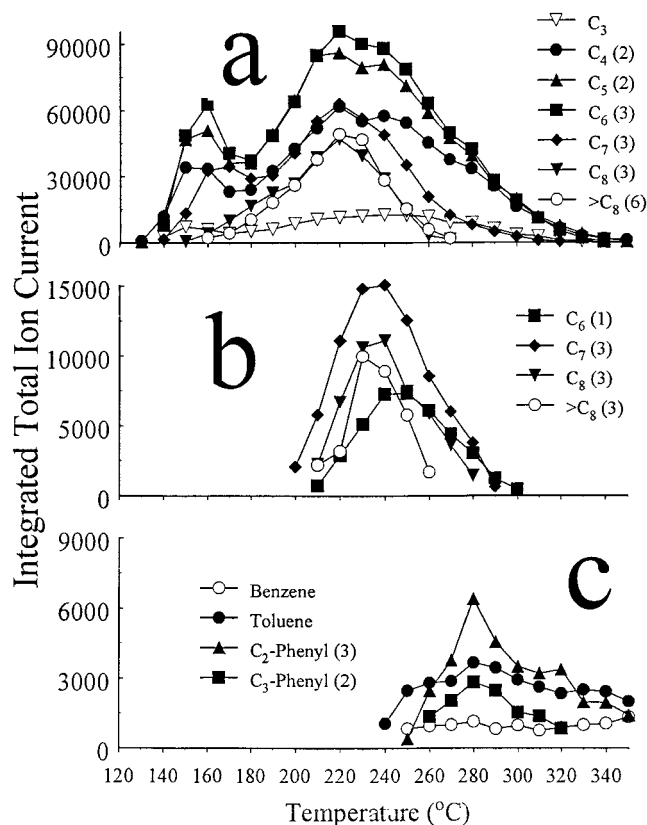 90000
60000
30000
0
a
C3
C4 (2)
C5 (2)
C6 (3)
C7 (3)
C8 (3)
>C8 (6)
Integrated Total Ion Current
15000
10000
5000
0
b
C6 (1)
C7 (3)
C8 (3)
>C8 (3)
9000
6000
3000
0
Benzene
Toluene
C2-Phenyl (3)
C3-Phenyl (2)
c
120 140 160 180 200 220 240 260 280 300 320 340
Temperature (°C)